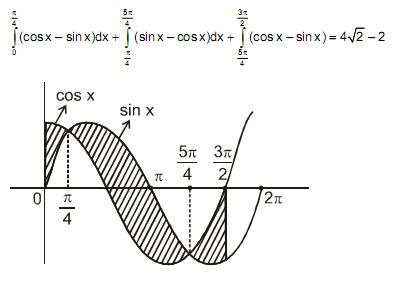 ∫₀^{π/4}(cos x – sin x)dx + ∫_{π/4}^{5π/4}(sin x – cos x)dx + ∫_{5π/4}^{3π/2}(cos x – sin x) = 4√2 – 2
cos x
sin x
5π/4 3π/2
π
0 π/4 2π